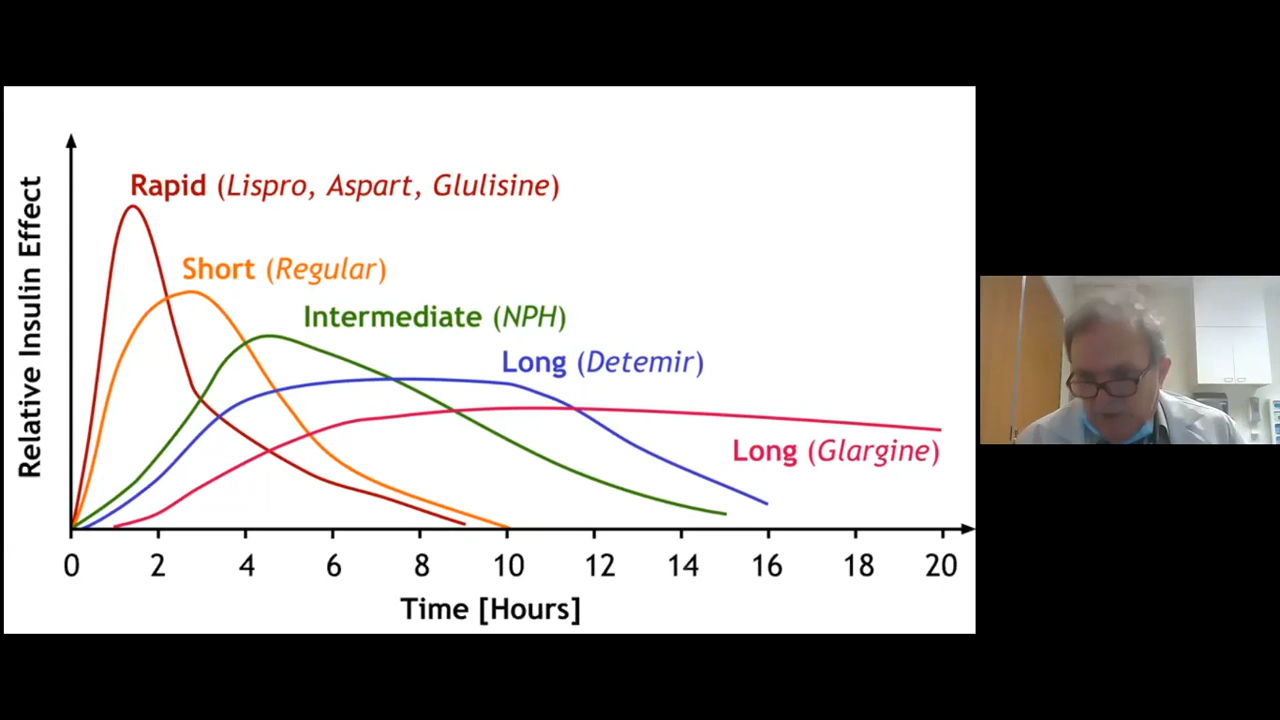 Relative Insulin Effect
Rapid (Lispro, Aspart, Glulisine)
Short (Regular)
Intermediate (NPH)
Long (Detemir)
Long (Glargine)
0 2 4 6 8 10 12 14 16 18 20
Time [Hours]